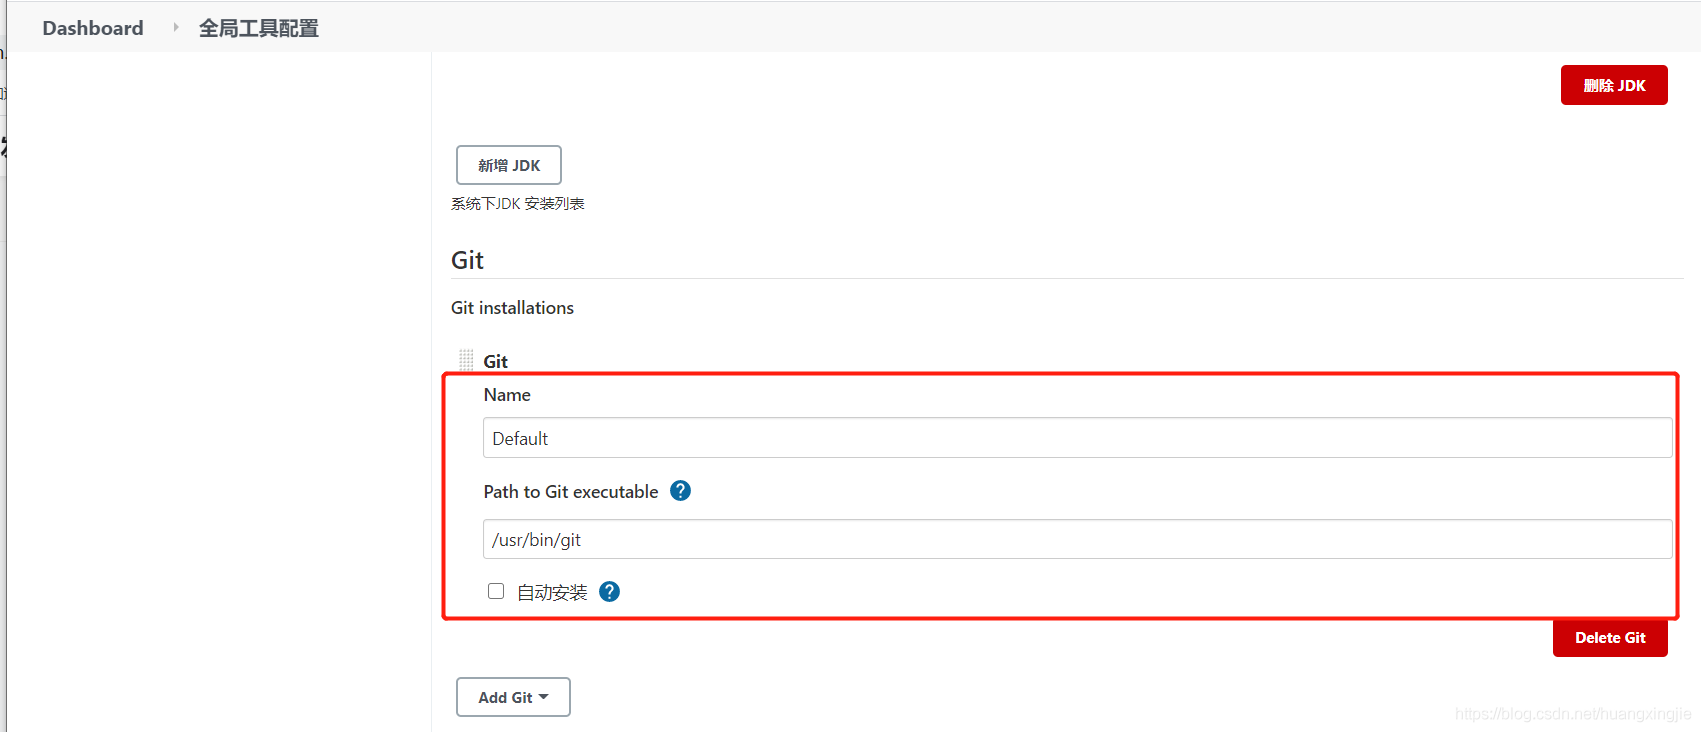 Dashboard 全局工具配置
删除 JDK
新增 JDK
系统下JDK 安装列表
Git
Git installations
Git
Name
Default
Path to Git executable ?
/usr/bin/git
自动安装 ?
Delete Git
Add Git
https://blog.csdn.net/huangxingjie